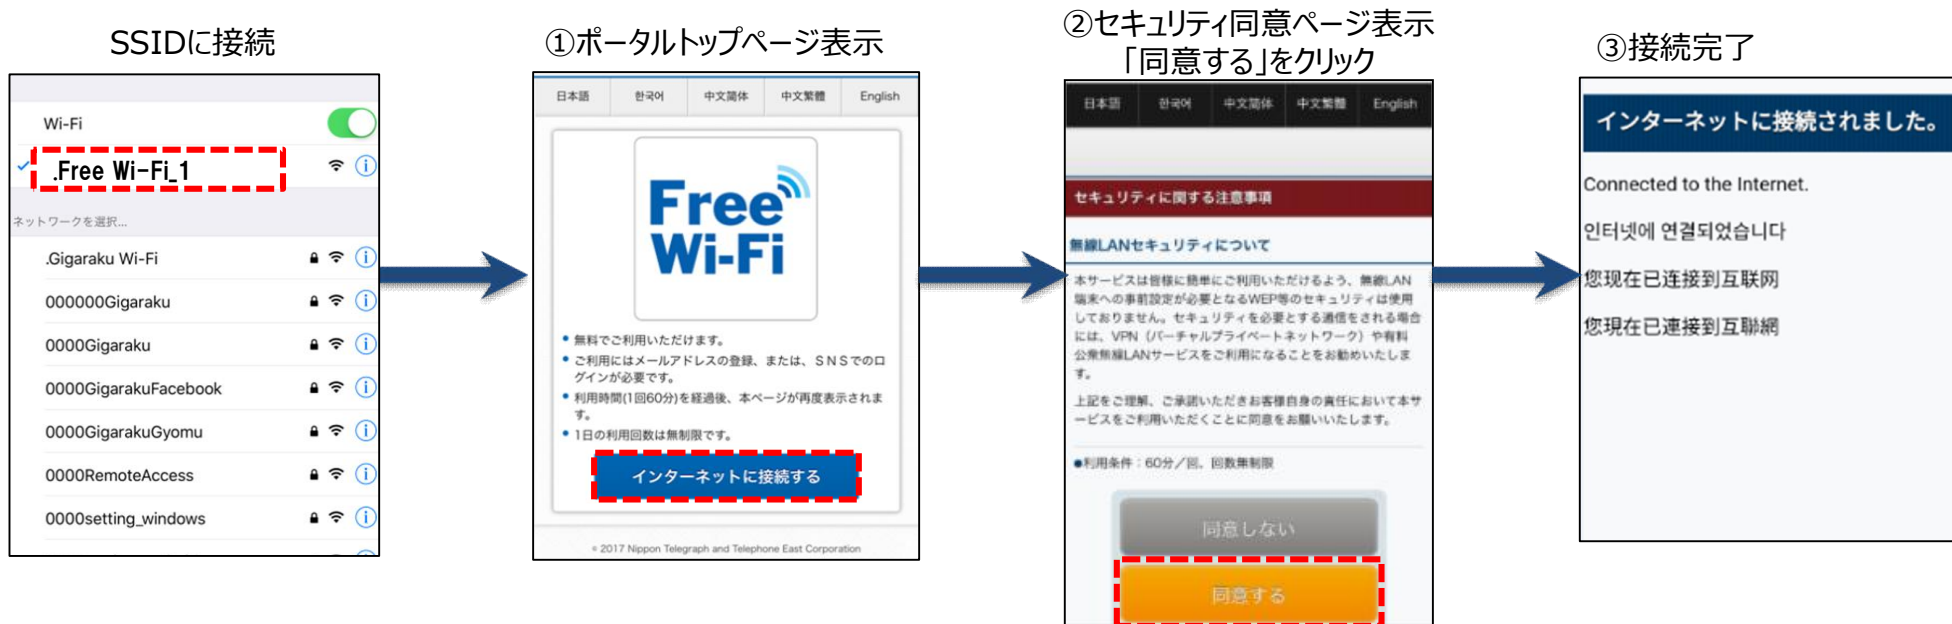 SSIDに接続
Wi-Fi
.Free Wi-Fi_1
ネットワークを選択...
.Gigaraku Wi-Fi
000000Gigaraku
0000Gigaraku
0000GigarakuFacebook
0000GigarakuGyomu
0000RemoteAccess
0000setting_windows
①ポータルトップページ表示
日本語 한국어 中文简体 中文繁體 English
Free
Wi-Fi
• 無料でご利用いただけます。
• ご利用にはメールアドレスの登録、または、ＳＮＳでのロ
グインが必要です。
• 利用時間(1回60分)を経過後、本ページが再度表示されま
す。
• 1日の利用回数は無制限です。
インターネットに接続する
© 2017 Nippon Telegraph and Telephone East Corporation
②セキュリティ同意ページ表示
「同意する」をクリック
日本語 한국어 中文简体 中文繁體 English
セキュリティに関する注意事項
無線LANセキュリティについて
本サービスは皆様に簡単にご利用いただけるよう、無線LAN
端末への事前設定が必要となるWEP等のセキュリティは使用
しておりません。セキュリティを必要とする通信をされる場合
には、VPN（バーチャルプライベートネットワーク）や有料
公衆無線LANサービスをご利用になることをお勧めいたしま
す。
上記をご理解、ご承諾いただきお客様自身の責任において本サ
ービスをご利用いただくことに同意をお願いいたします。
●利用条件：60分／回、回数無制限
同意しない
同意する
③接続完了
インターネットに接続されました。
Connected to the Internet.
인터넷에 연결되었습니다
您现在已连接到互联网
您現在已連接到互聯網